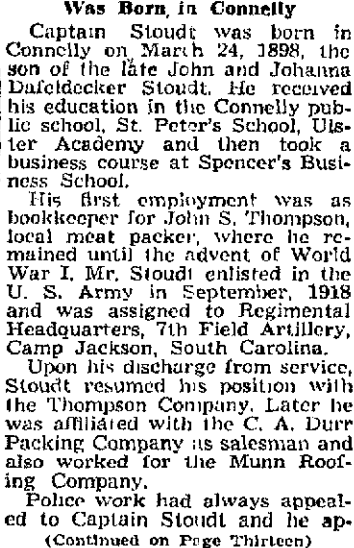 Was Born in Connelly
Captain Stoudt was born in
Connelly on March 24, 1898, the
son of the late John and Johanna
Dafeldecker Stoudt. He received
his education in the Connelly pub-
lic school, St. Peter's School, Uls-
ter Academy and then took a
business course at Spencer's Busi-
ness School.
His first employment was as
bookkeeper for John S. Thompson,
local meat packer, where he re-
mained until the advent of World
War I. Mr. Stoudt enlisted in the
U. S. Army in September, 1918
and was assigned to Regimental
Headquarters, 7th Field Artillery,
Camp Jackson, South Carolina.
Upon his discharge from service,
Stoudt resumed his position with
the Thompson Company. Later he
was affiliated with the C. A. Durr
Packing Company as salesman and
also worked for the Munn Roof-
ing Company.
Police work had always appeal-
ed to Captain Stoudt and he ap-
(Continued on Page Thirteen)